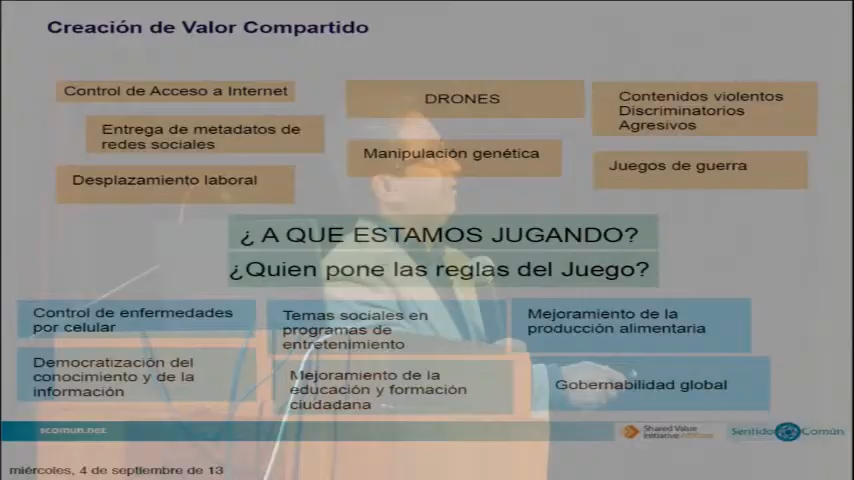 Creación de Valor Compartido
Control de Acceso a Internet
DRONES
Contenidos violentos
Discriminatorios
Agresivos
Entrega de metadatos de
redes sociales
Manipulación genética
Juegos de guerra
Desplazamiento laboral
¿ A QUE ESTAMOS JUGANDO?
¿Quien pone las reglas del Juego?
Control de enfermedades
por celular
Temas sociales en
programas de
entretenimiento
Mejoramiento de la
producción alimentaria
Democratización del
conocimiento y de la
información
Mejoramiento de la
educación y formación
ciudadana
Gobernabilidad global
scomun.net
Shared Value
Initiative
Sentido Común
miércoles, 4 de septiembre de 13